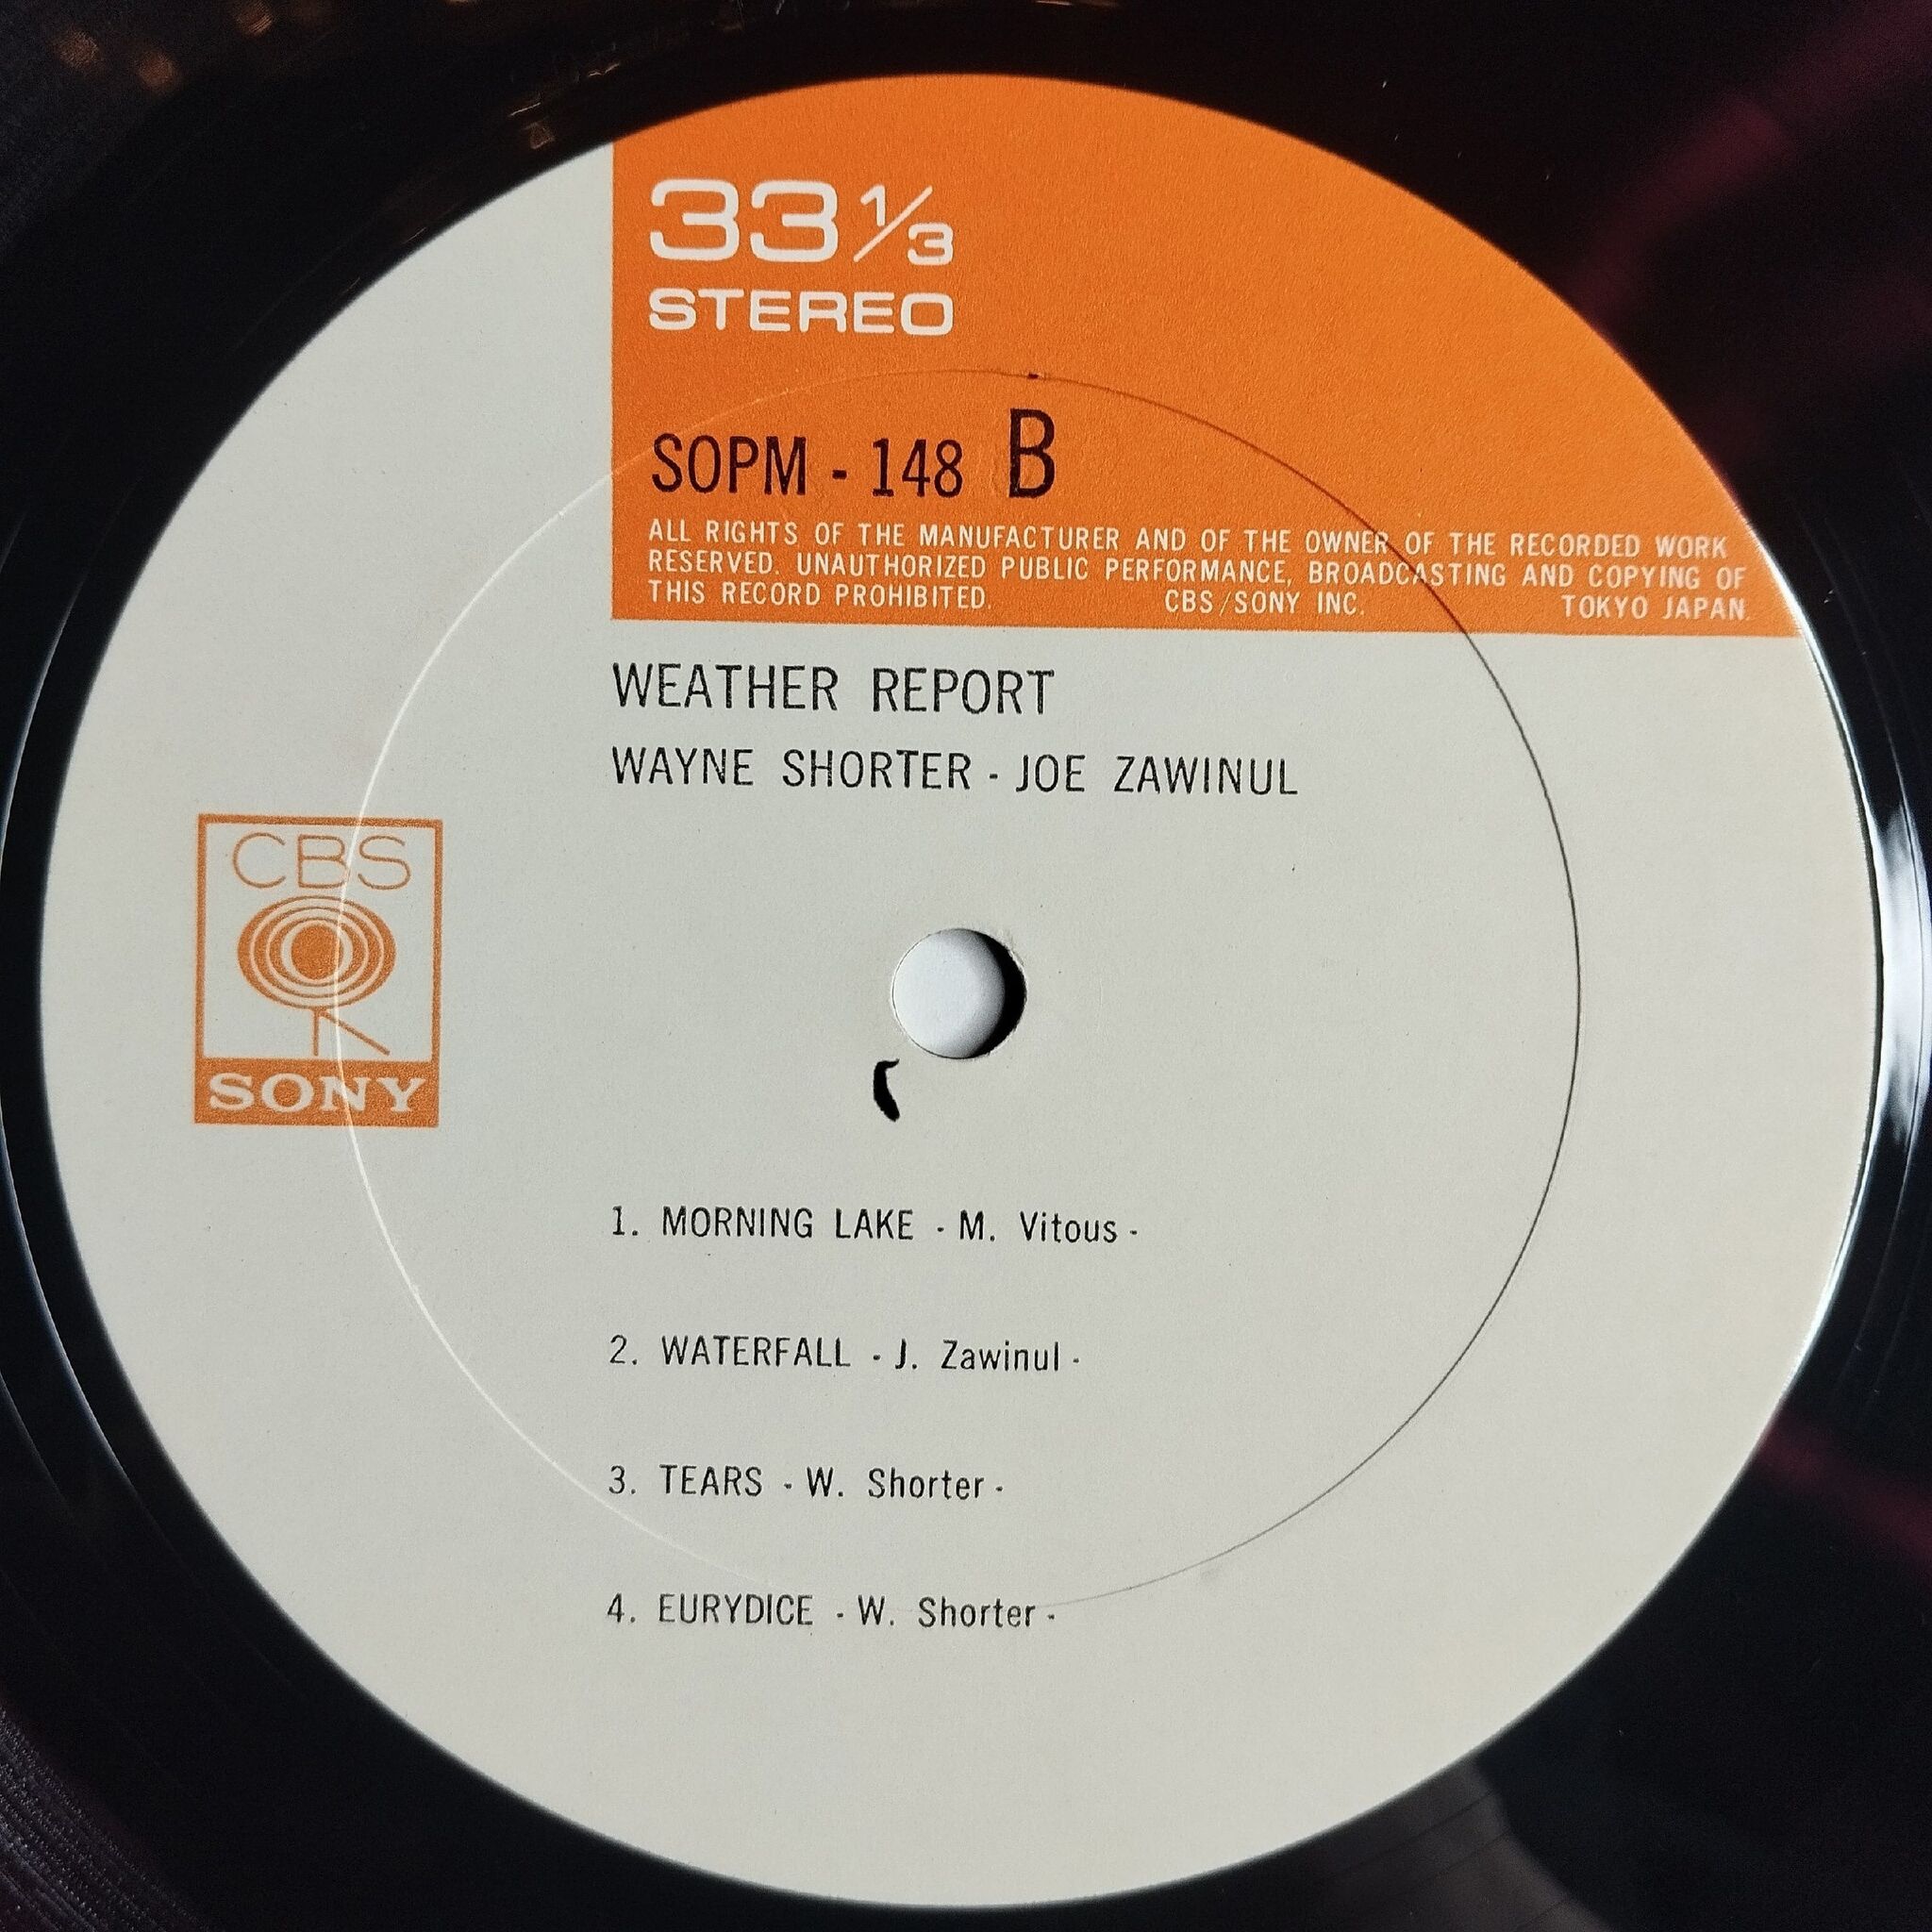 33 1/3
STEREO
SOPM - 148 B
ALL RIGHTS OF THE MANUFACTURER AND OF THE OWNER OF THE RECORDED WORK
RESERVED. UNAUTHORIZED PUBLIC PERFORMANCE, BROADCASTING AND COPYING OF
THIS RECORD PROHIBITED. CBS/SONY INC. TOKYO JAPAN.
WEATHER REPORT
WAYNE SHORTER - JOE ZAWINUL
CBS
SONY
1. MORNING LAKE - M. Vitous -
2. WATERFALL - J. Zawinul -
3. TEARS - W. Shorter -
4. EURYDICE - W. Shorter -